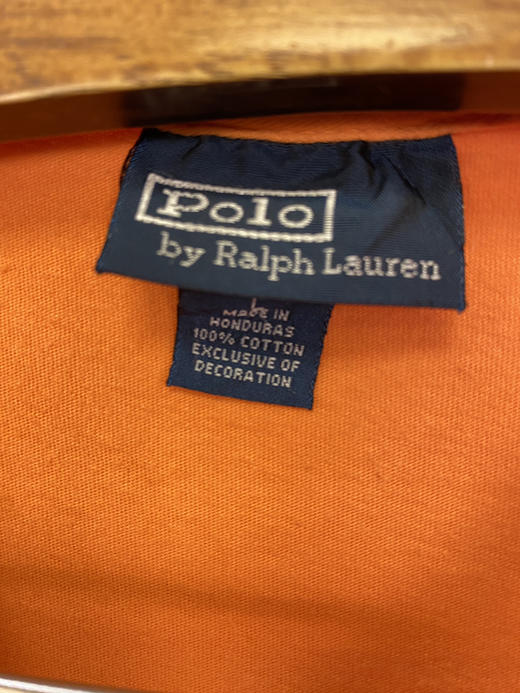 Polo
by Ralph Lauren
L
MADE IN
HONDURAS
100% COTTON
EXCLUSIVE OF
DECORATION